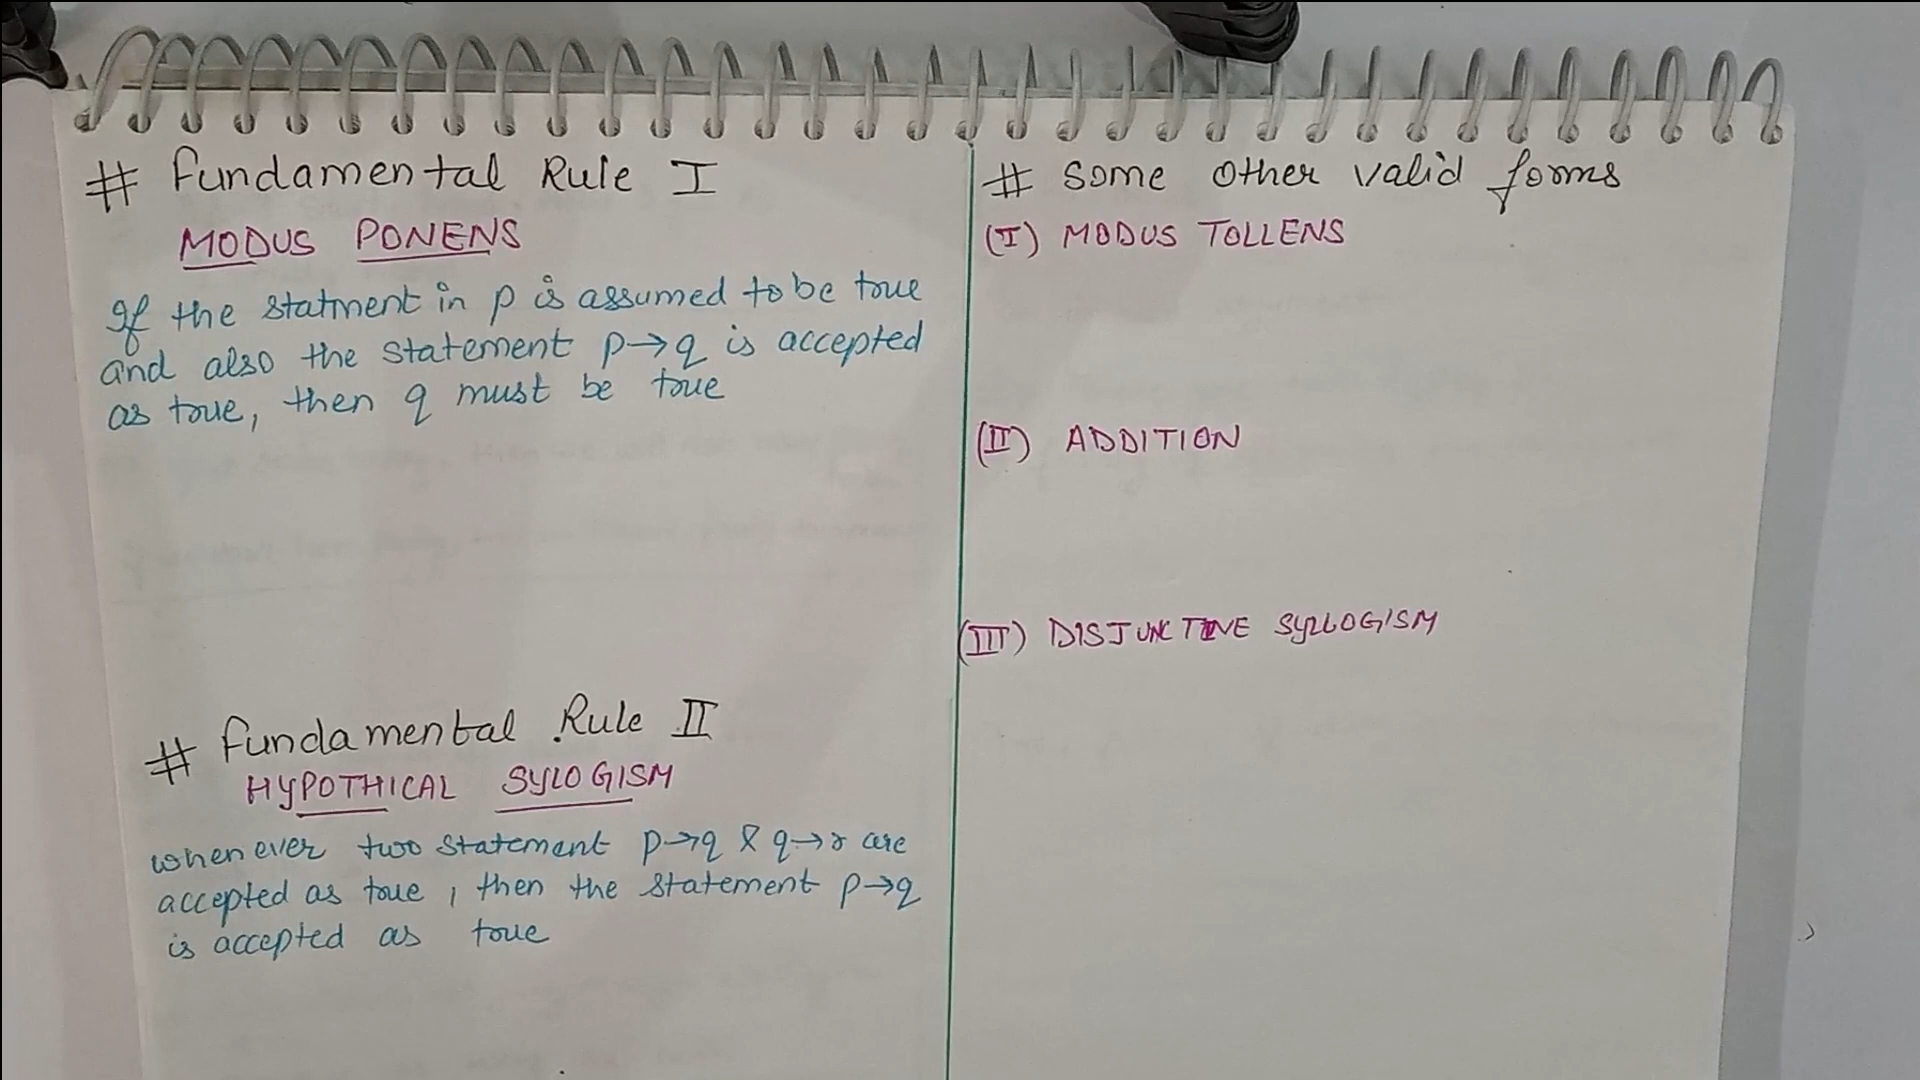 # Fundamental Rule I
MODUS PONENS
If the statment in p is assumed to be true
and also the statement p→q is accepted
as true, then q must be true
# Fundamental Rule II
HYPOTHICAL SYLOGISM
whenever two statement p→q & q→r are
accepted as true, then the statement p→q
is accepted as true
# Some other valid forms
(I) MODUS TOLLENS
(II) ADDITION
(III) DISJUNCTIVE SYLLOGISM